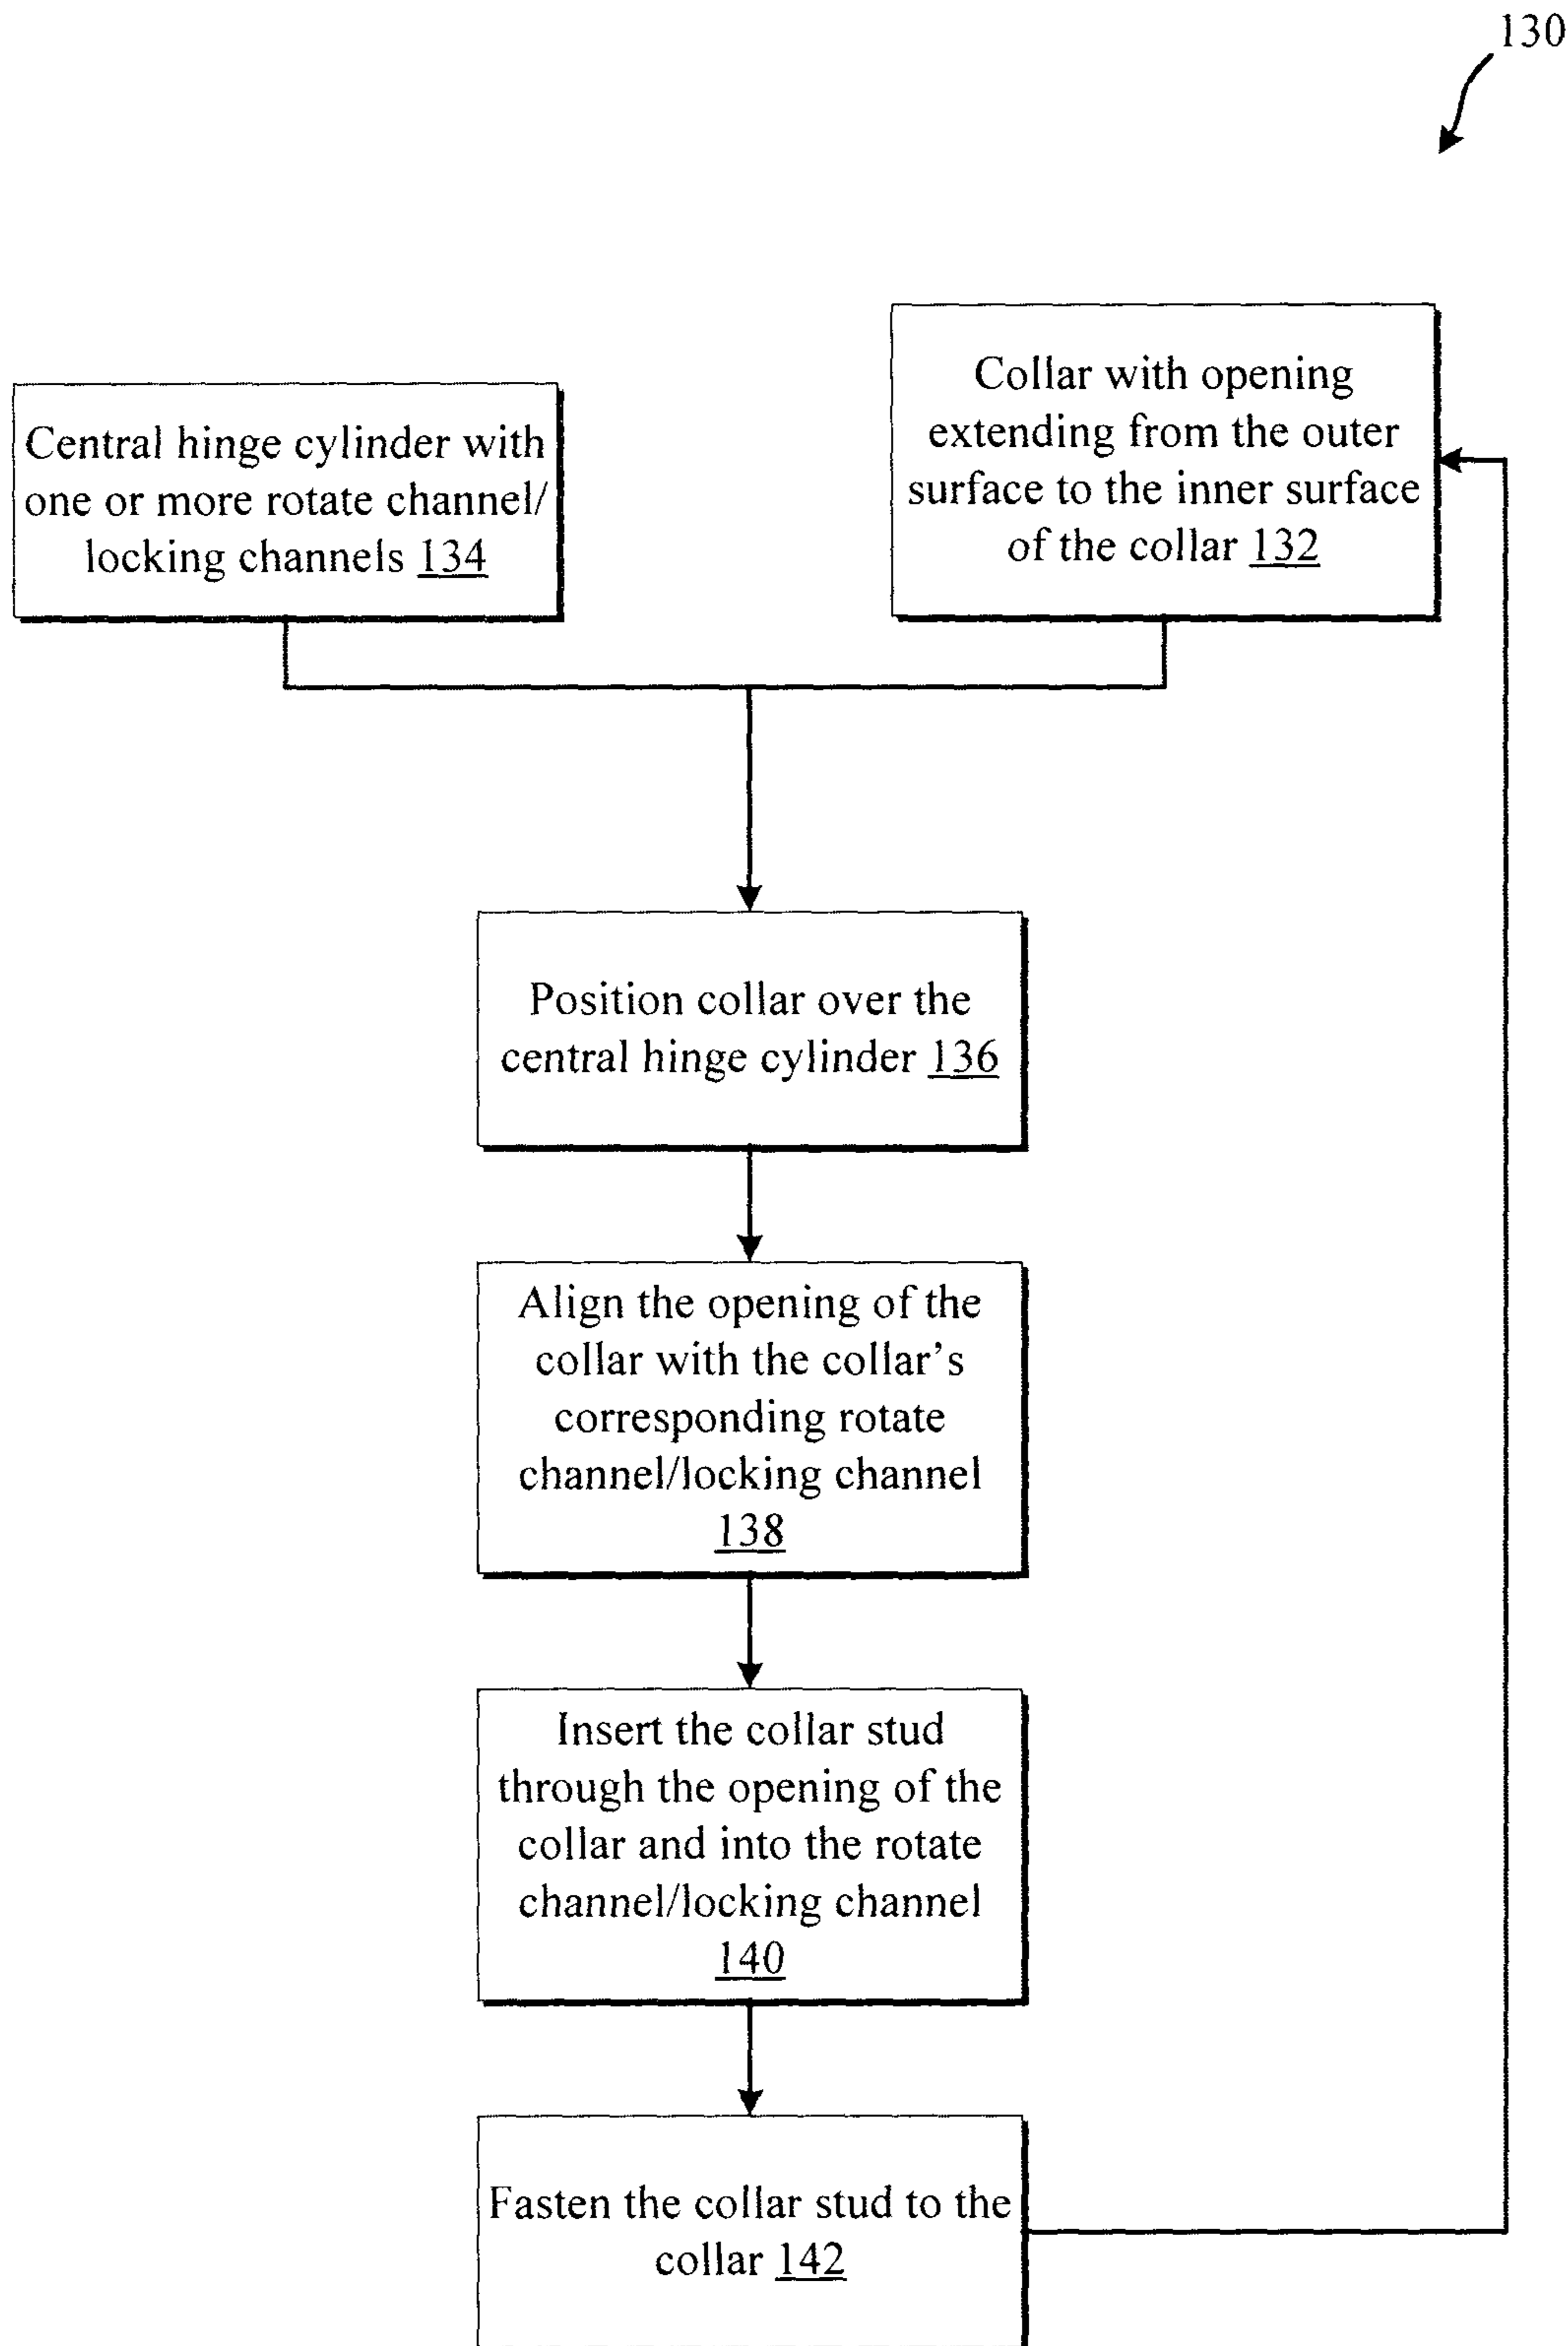 130
Central hinge cylinder with
one or more rotate channel/
locking channels 134
Collar with opening
extending from the outer
surface to the inner surface
of the collar 132
Position collar over the
central hinge cylinder 136
Align the opening of the
collar with the collar's
corresponding rotate
channel/locking channel
138
Insert the collar stud
through the opening of the
collar and into the rotate
channel/locking channel
140
Fasten the collar stud to the
collar 142